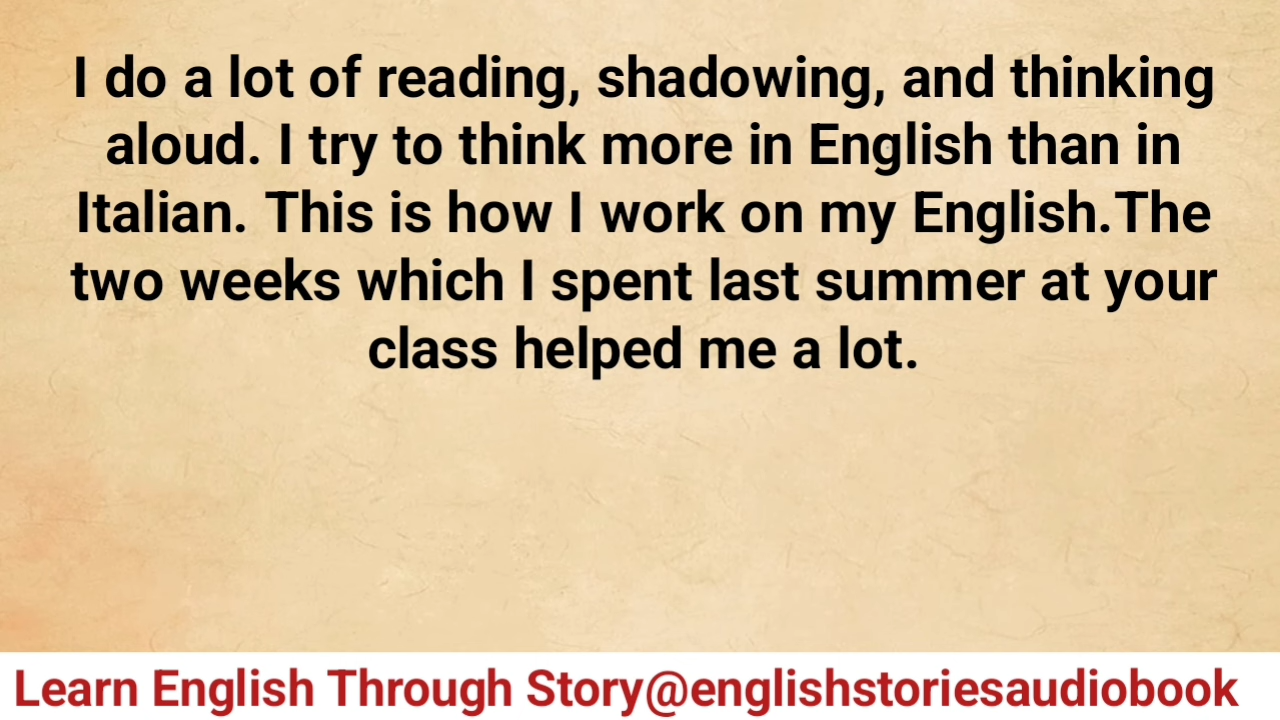 I do a lot of reading, shadowing, and thinking
aloud. I try to think more in English than in
Italian. This is how I work on my English.The
two weeks which I spent last summer at your
class helped me a lot.
Learn English Through Story@englishstoriesaudiobook